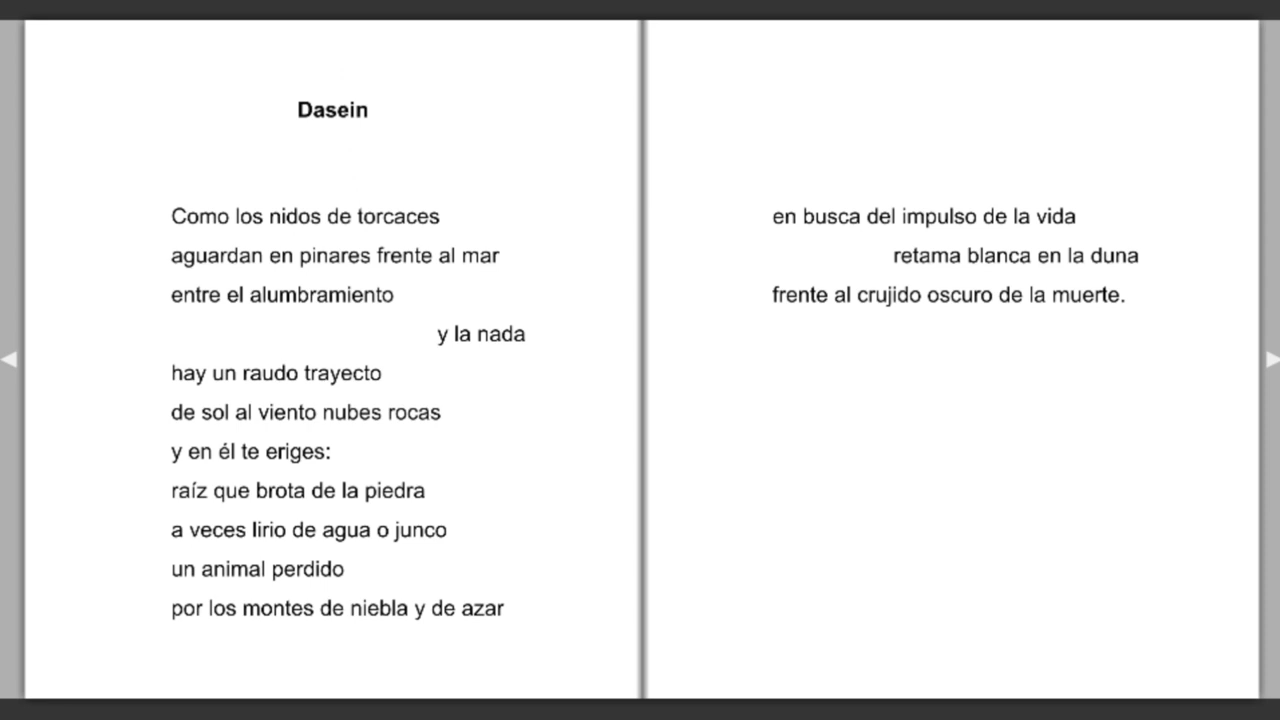 Dasein
Como los nidos de torcaces
aguardan en pinares frente al mar
entre el alumbramiento
y la nada
hay un raudo trayecto
de sol al viento nubes rocas
y en él te eriges:
raíz que brota de la piedra
a veces lirio de agua o junco
un animal perdido
por los montes de niebla y de azar
en busca del impulso de la vida
retama blanca en la duna
frente al crujido oscuro de la muerte.